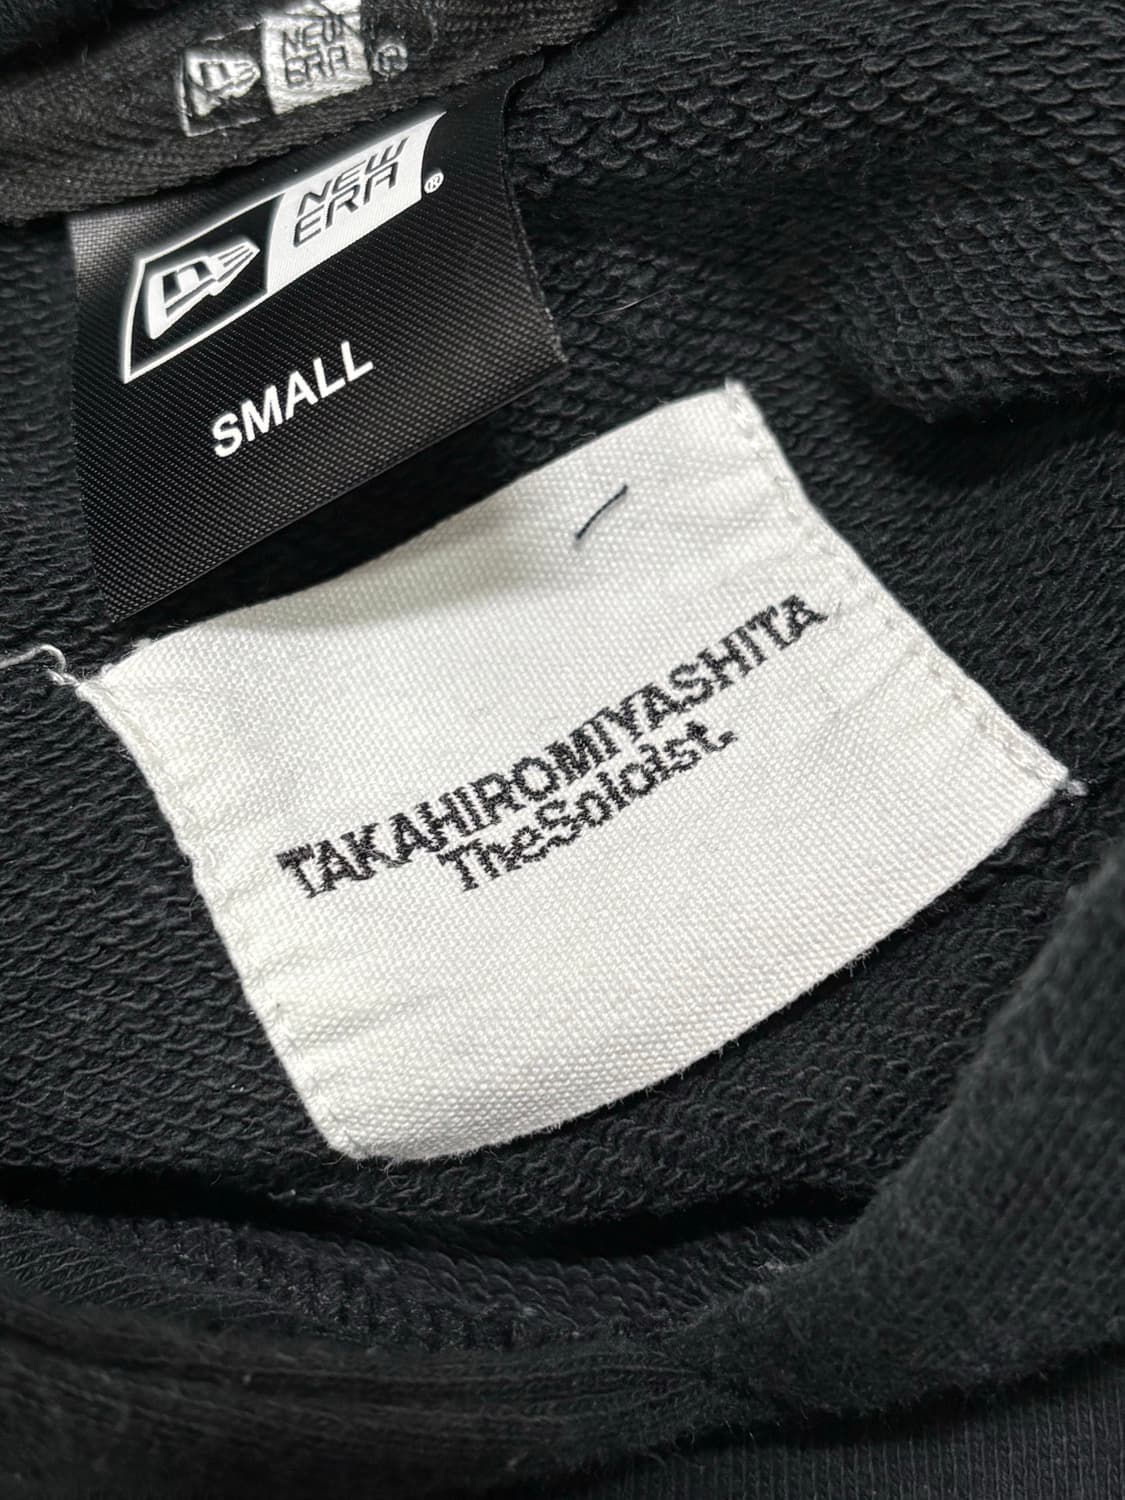 NEW
ERA
®
NEW
ERA
®
SMALL
TAKAHIROMIYASHITA
TheSoloist.